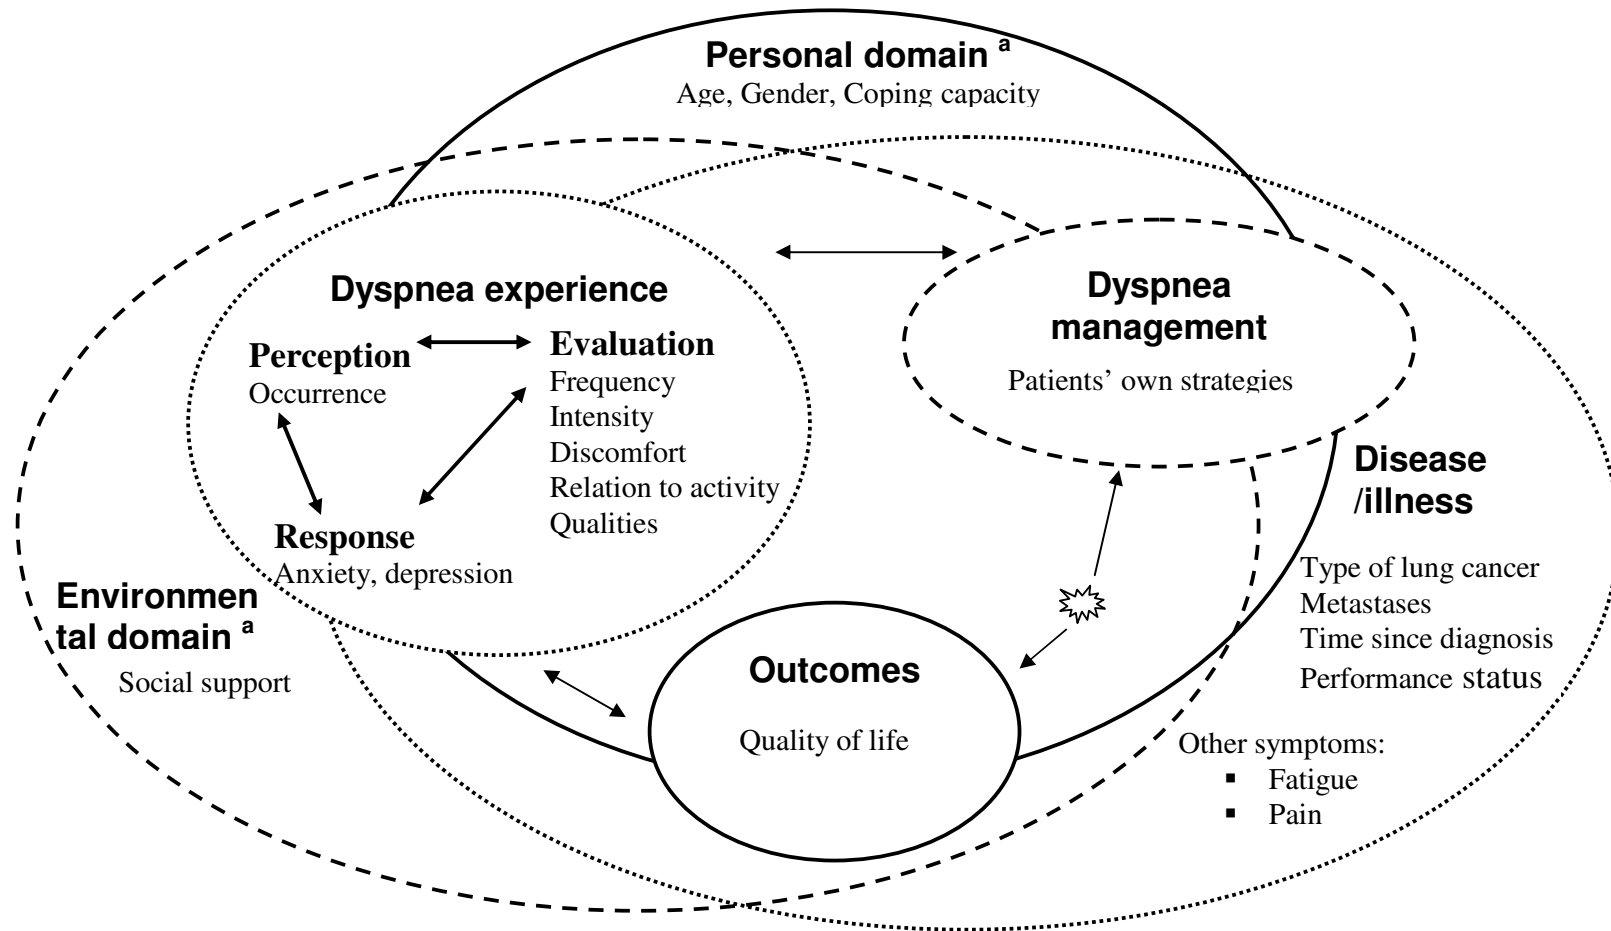 Personal domain a
Age, Gender, Coping capacity
Dyspnea experience
Perception
Occurrence
Evaluation
Frequency
Intensity
Discomfort
Relation to activity
Qualities
Response
Anxiety, depression
Dyspnea
management
Patients’ own strategies
Disease
/illness
Type of lung cancer
Metastases
Time since diagnosis
Performance status
Other symptoms:
▪ Fatigue
▪ Pain
Environmen
tal domain a
Social support
Outcomes
Quality of life